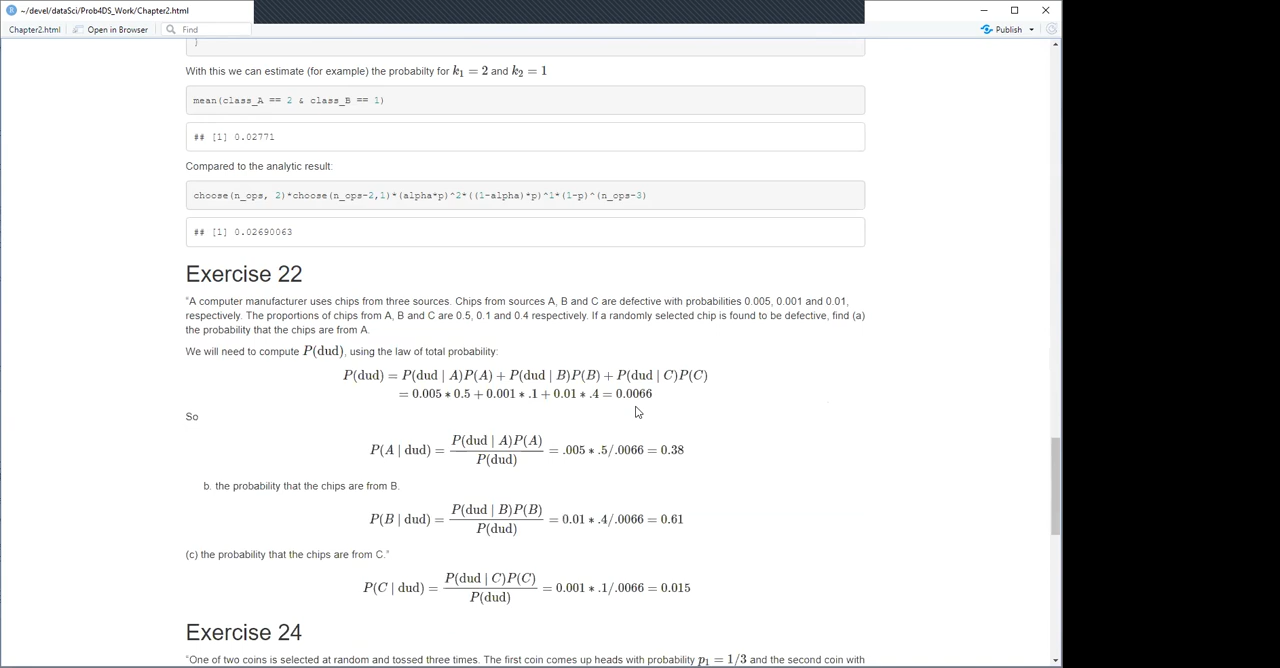 ~/devel/dataSci/Prob4DS_Work/Chapter2.html
Chapter2.html Open in Browser Find Publish
}
With this we can estimate (for example) the probabilty for k₁ = 2 and k₂ = 1
mean(class_A == 2 & class_B == 1)
## [1] 0.02771
Compared to the analytic result:
choose(n_ops, 2)*choose(n_ops-2,1)*(alpha*p)^2*((1-alpha)*p)^1*(1-p)^(n_ops-3)
## [1] 0.02690063
Exercise 22
"A computer manufacturer uses chips from three sources. Chips from sources A, B and C are defective with probabilities 0.005, 0.001 and 0.01,
respectively. The proportions of chips from A, B and C are 0.5, 0.1 and 0.4 respectively. If a randomly selected chip is found to be defective, find (a)
the probability that the chips are from A.
We will need to compute P(dud), using the law of total probability:
P(dud) = P(dud | A)P(A) + P(dud | B)P(B) + P(dud | C)P(C)
= 0.005 * 0.5 + 0.001 * .1 + 0.01 * .4 = 0.0066
So
P(A | dud) = P(dud | A)P(A) / P(dud) = .005 * .5/.0066 = 0.38
b. the probability that the chips are from B.
P(B | dud) = P(dud | B)P(B) / P(dud) = 0.01 * .4/.0066 = 0.61
(c) the probability that the chips are from C."
P(C | dud) = P(dud | C)P(C) / P(dud) = 0.001 * .1/.0066 = 0.015
Exercise 24
"One of two coins is selected at random and tossed three times. The first coin comes up heads with probability p₁ = 1/3 and the second coin with